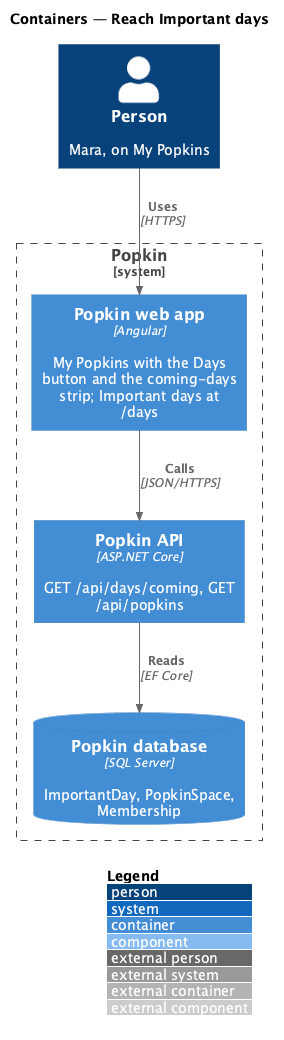 Containers — Reach Important days
Person
Mara, on My Popkins
Uses
[HTTPS]
Popkin
[system]
Popkin web app
[Angular]
My Popkins with the Days
button and the coming-days
strip; Important days at
/days
Calls
[JSON/HTTPS]
Popkin API
[ASP.NET Core]
GET /api/days/coming, GET
/api/popkins
Reads
[EF Core]
Popkin database
[SQL Server]
ImportantDay, PopkinSpace,
Membership
Legend
person
system
container
component
external person
external system
external container
external component